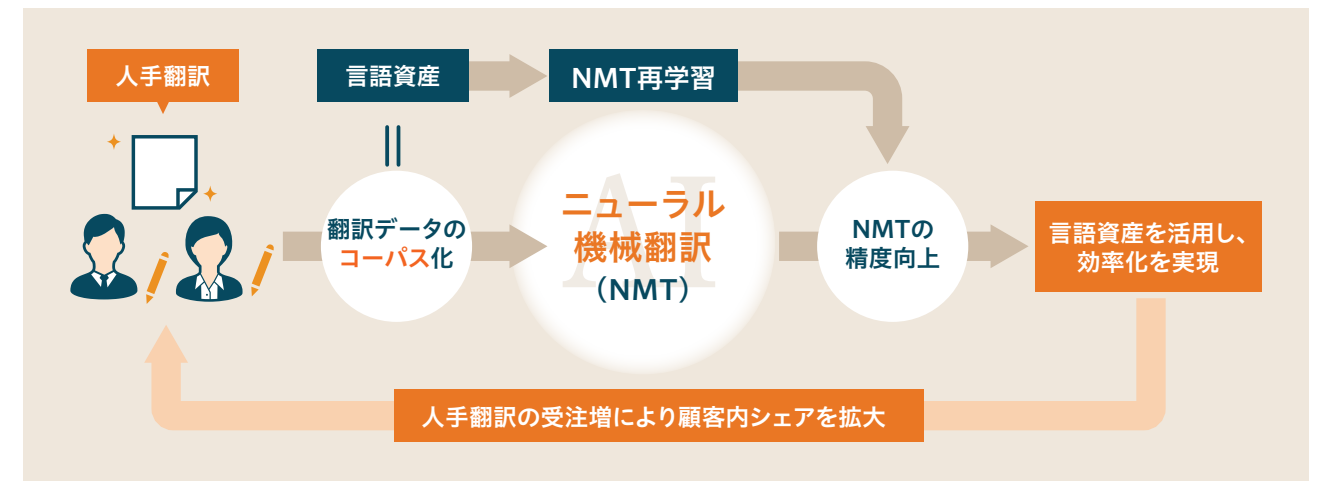 人手翻訳
言語資産
NMT再学習
翻訳データの
コーパス化
AI
ニューラル
機械翻訳
（NMT）
NMTの
精度向上
言語資産を活用し、
効率化を実現
人手翻訳の受注増により顧客内シェアを拡大